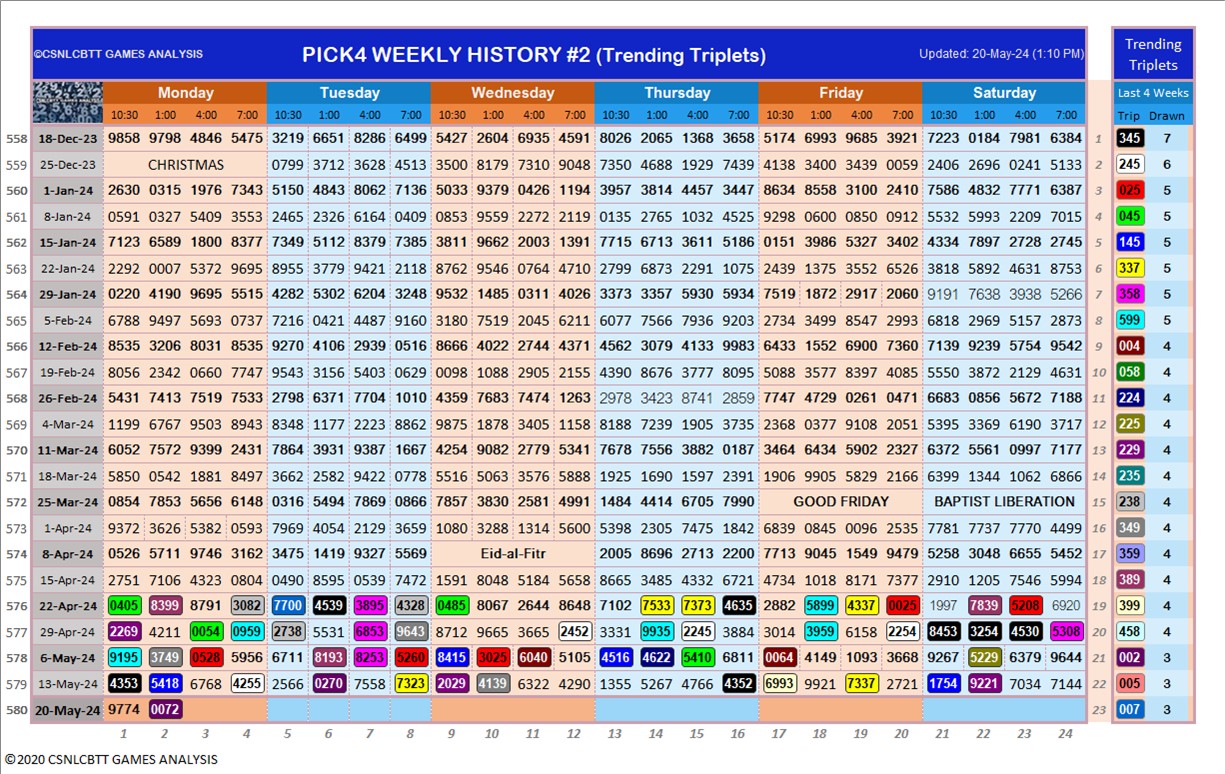 ©CSNLCBTT GAMES ANALYSIS PICK4 WEEKLY HISTORY #2 (Trending Triplets) Updated: 20-May-24 (1:10 PM) Trending
Triplets
Monday Tuesday Wednesday Thursday Friday Saturday Last 4 Weeks
10:30 1:00 4:00 7:00 10:30 1:00 4:00 7:00 10:30 1:00 4:00 7:00 10:30 1:00 4:00 7:00 10:30 1:00 4:00 7:00 10:30 1:00 4:00 7:00 Trip Drawn
558 18-Dec-23 9858 9798 4846 5475 3219 6651 8286 6499 5427 2604 6935 4591 8026 2065 1368 3658 5174 6993 9685 3921 7223 0184 7981 6384 1 345 7
559 25-Dec-23 CHRISTMAS 0799 3712 3628 4513 3500 8179 7310 9048 7350 4688 1929 7439 4138 3400 3439 0059 2406 2696 0241 5133 2 245 6
560 1-Jan-24 2630 0315 1976 7343 5150 4843 8062 7136 5033 9379 0426 1194 3957 3814 4457 3447 8634 8558 3100 2410 7586 4832 7771 6387 3 025 5
561 8-Jan-24 0591 0327 5409 3553 2465 2326 6164 0409 0853 9559 2272 2119 0135 2765 1032 4525 9298 0600 0850 0912 5532 5993 2209 7015 4 045 5
562 15-Jan-24 7123 6589 1800 8377 7349 5112 8379 7385 3811 9662 2003 1391 7715 6713 3611 5186 0151 3986 5327 3402 4334 7897 2728 2745 5 145 5
563 22-Jan-24 2292 0007 5372 9695 8955 3779 9421 2118 8762 9546 0764 4710 2799 6873 2291 1075 2439 1375 3552 6526 3818 5892 4631 8753 6 337 5
564 29-Jan-24 0220 4190 9695 5515 4282 5302 6204 3248 9532 1485 0311 4026 3373 3357 5930 5934 7519 1872 2917 2060 9191 7638 3938 5266 7 358 5
565 5-Feb-24 6788 9497 5693 0737 7216 0421 4487 9160 5180 7519 2045 6211 6077 7566 7936 9203 2734 3499 8547 2993 6818 2969 5157 2873 8 599 5
566 12-Feb-24 8535 3206 8031 8535 9270 4106 2939 0516 8666 4022 2744 4371 4562 3079 4133 9983 6433 1552 6900 7360 7139 9239 5754 9542 9 004 4
567 19-Feb-24 8056 2342 0660 7747 9543 3156 5403 0629 0098 1088 2905 2155 4390 8676 3777 8095 5088 3577 8397 4085 5550 3872 2129 4631 10 058 4
568 26-Feb-24 5431 7413 7519 7533 2798 6371 7704 1010 4359 7683 7474 1263 2978 3423 8741 2859 7747 4729 0261 0471 6683 0856 5672 7188 11 224 4
569 4-Mar-24 1199 6767 9503 8943 8348 1177 2223 8862 9875 1878 3405 1158 8188 7239 1905 3735 2368 0377 9108 2051 5395 3369 6190 3717 12 225 4
570 11-Mar-24 6052 7572 9399 2431 7864 3931 9387 1667 4254 9082 2779 5341 7678 7556 3882 0187 3464 6434 5902 2327 6372 5561 0997 7177 13 229 4
571 18-Mar-24 5850 0542 1881 8497 3662 2582 9422 0778 5516 5063 5576 5888 1925 1690 1597 2391 1906 9905 5825 2166 6399 1344 1062 6866 14 235 4
572 25-Mar-24 0854 7853 5656 6148 0316 5494 7869 0866 7857 3830 2581 4991 1484 4414 6705 7990 GOOD FRIDAY BAPTIST LIBERATION 15 238 4
573 1-Apr-24 9372 3626 5382 0593 7969 4054 2129 3659 1080 3288 1314 5600 5398 2305 7475 1842 6839 0845 0096 2535 7781 7737 7770 4499 16 349 4
574 8-Apr-24 0526 5711 9746 3162 3475 1419 9327 5569 Eid-al-Fitr 2005 8696 2713 2200 7713 9045 1549 9479 5258 3048 6655 5452 17 359 4
575 15-Apr-24 2751 7106 4323 0804 0490 8595 0539 7472 1591 8048 5184 5658 8665 3485 4332 6721 4734 1018 8171 7377 2910 1205 7546 5994 18 389 4
576 22-Apr-24 0405 8399 8791 3082 7700 4539 3895 4328 0485 8067 2644 8648 7102 7533 7373 4635 2882 5899 4337 0025 1997 7839 5208 6920 19 399 4
577 29-Apr-24 2269 4211 0054 0959 2738 5531 6853 9643 8712 9665 3665 2452 3331 9935 2245 3884 3014 3959 6158 2254 8453 3254 4530 5308 20 458 4
578 6-May-24 9195 3749 0528 5956 6711 8193 8253 5260 8415 3025 6040 5105 4516 4622 5410 6811 0064 4149 1093 3668 9267 5229 6379 9644 21 002 3
579 13-May-24 4353 5418 6768 4255 2566 0270 7558 7323 2029 4139 6322 4290 1355 5267 4766 4352 6993 9921 7337 2721 1754 9221 7034 7144 22 005 3
580 20-May-24 9774 0072 23 007 3
1 2 3 4 5 6 7 8 9 10 11 12 13 14 15 16 17 18 19 20 21 22 23 24
©2020 CSNLCBTT GAMES ANALYSIS